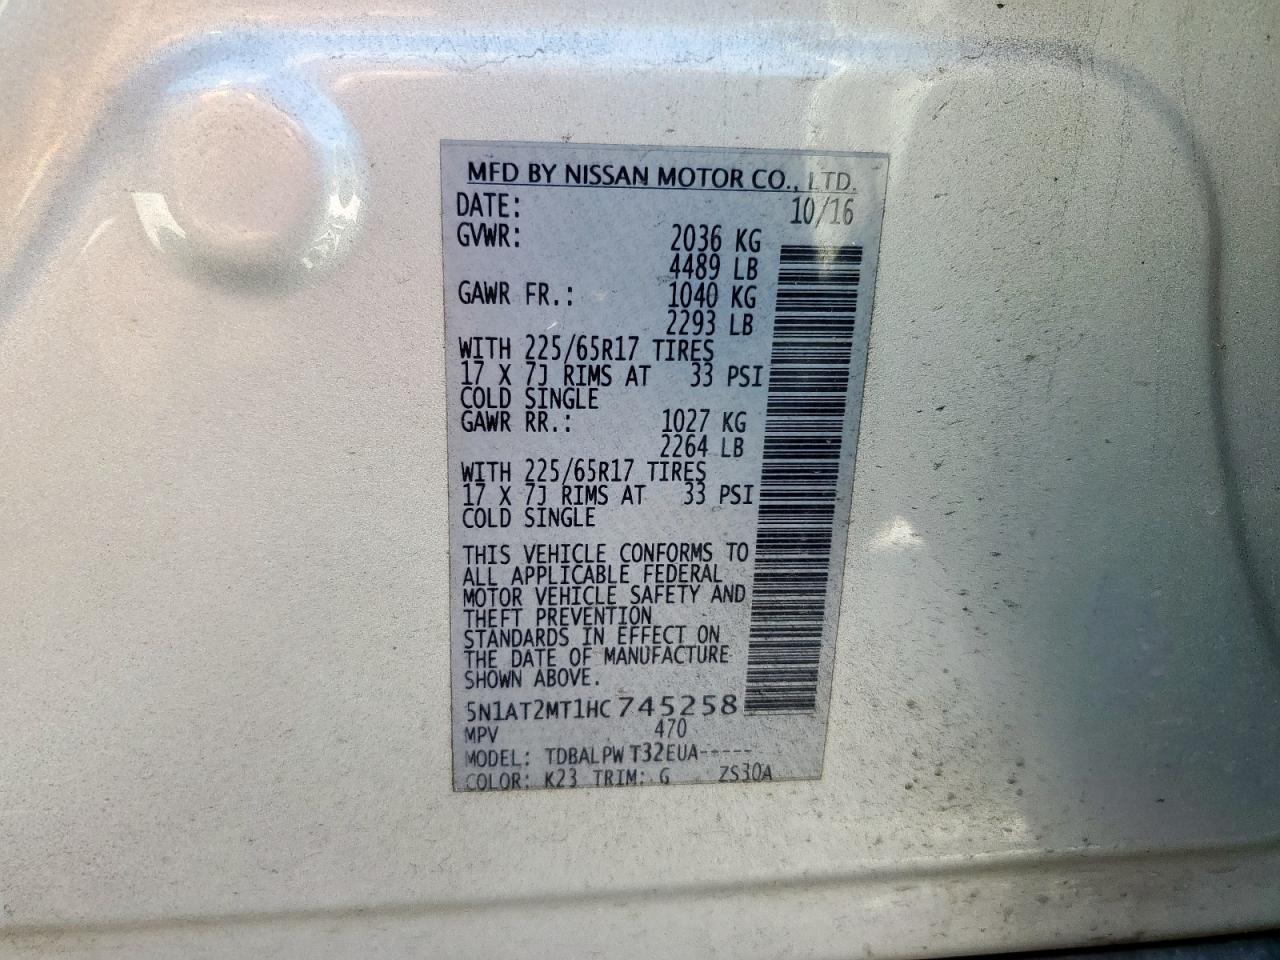 MFD BY NISSAN MOTOR CO., LTD.
DATE: 10/16
GVWR: 2036 KG
4489 LB
GAWR FR.: 1040 KG
2293 LB
WITH 225/65R17 TIRES
17 X 7J RIMS AT 33 PSI
COLD SINGLE
GAWR RR.: 1027 KG
2264 LB
WITH 225/65R17 TIRES
17 X 7J RIMS AT 33 PSI
COLD SINGLE
THIS VEHICLE CONFORMS TO
ALL APPLICABLE FEDERAL
MOTOR VEHICLE SAFETY AND
THEFT PREVENTION
STANDARDS IN EFFECT ON
THE DATE OF MANUFACTURE
SHOWN ABOVE.
5N1AT2MT1HC745258
MPV 470
MODEL: TDBALPWT32EUA-----
COLOR: K23 TRIM: G ZS30A